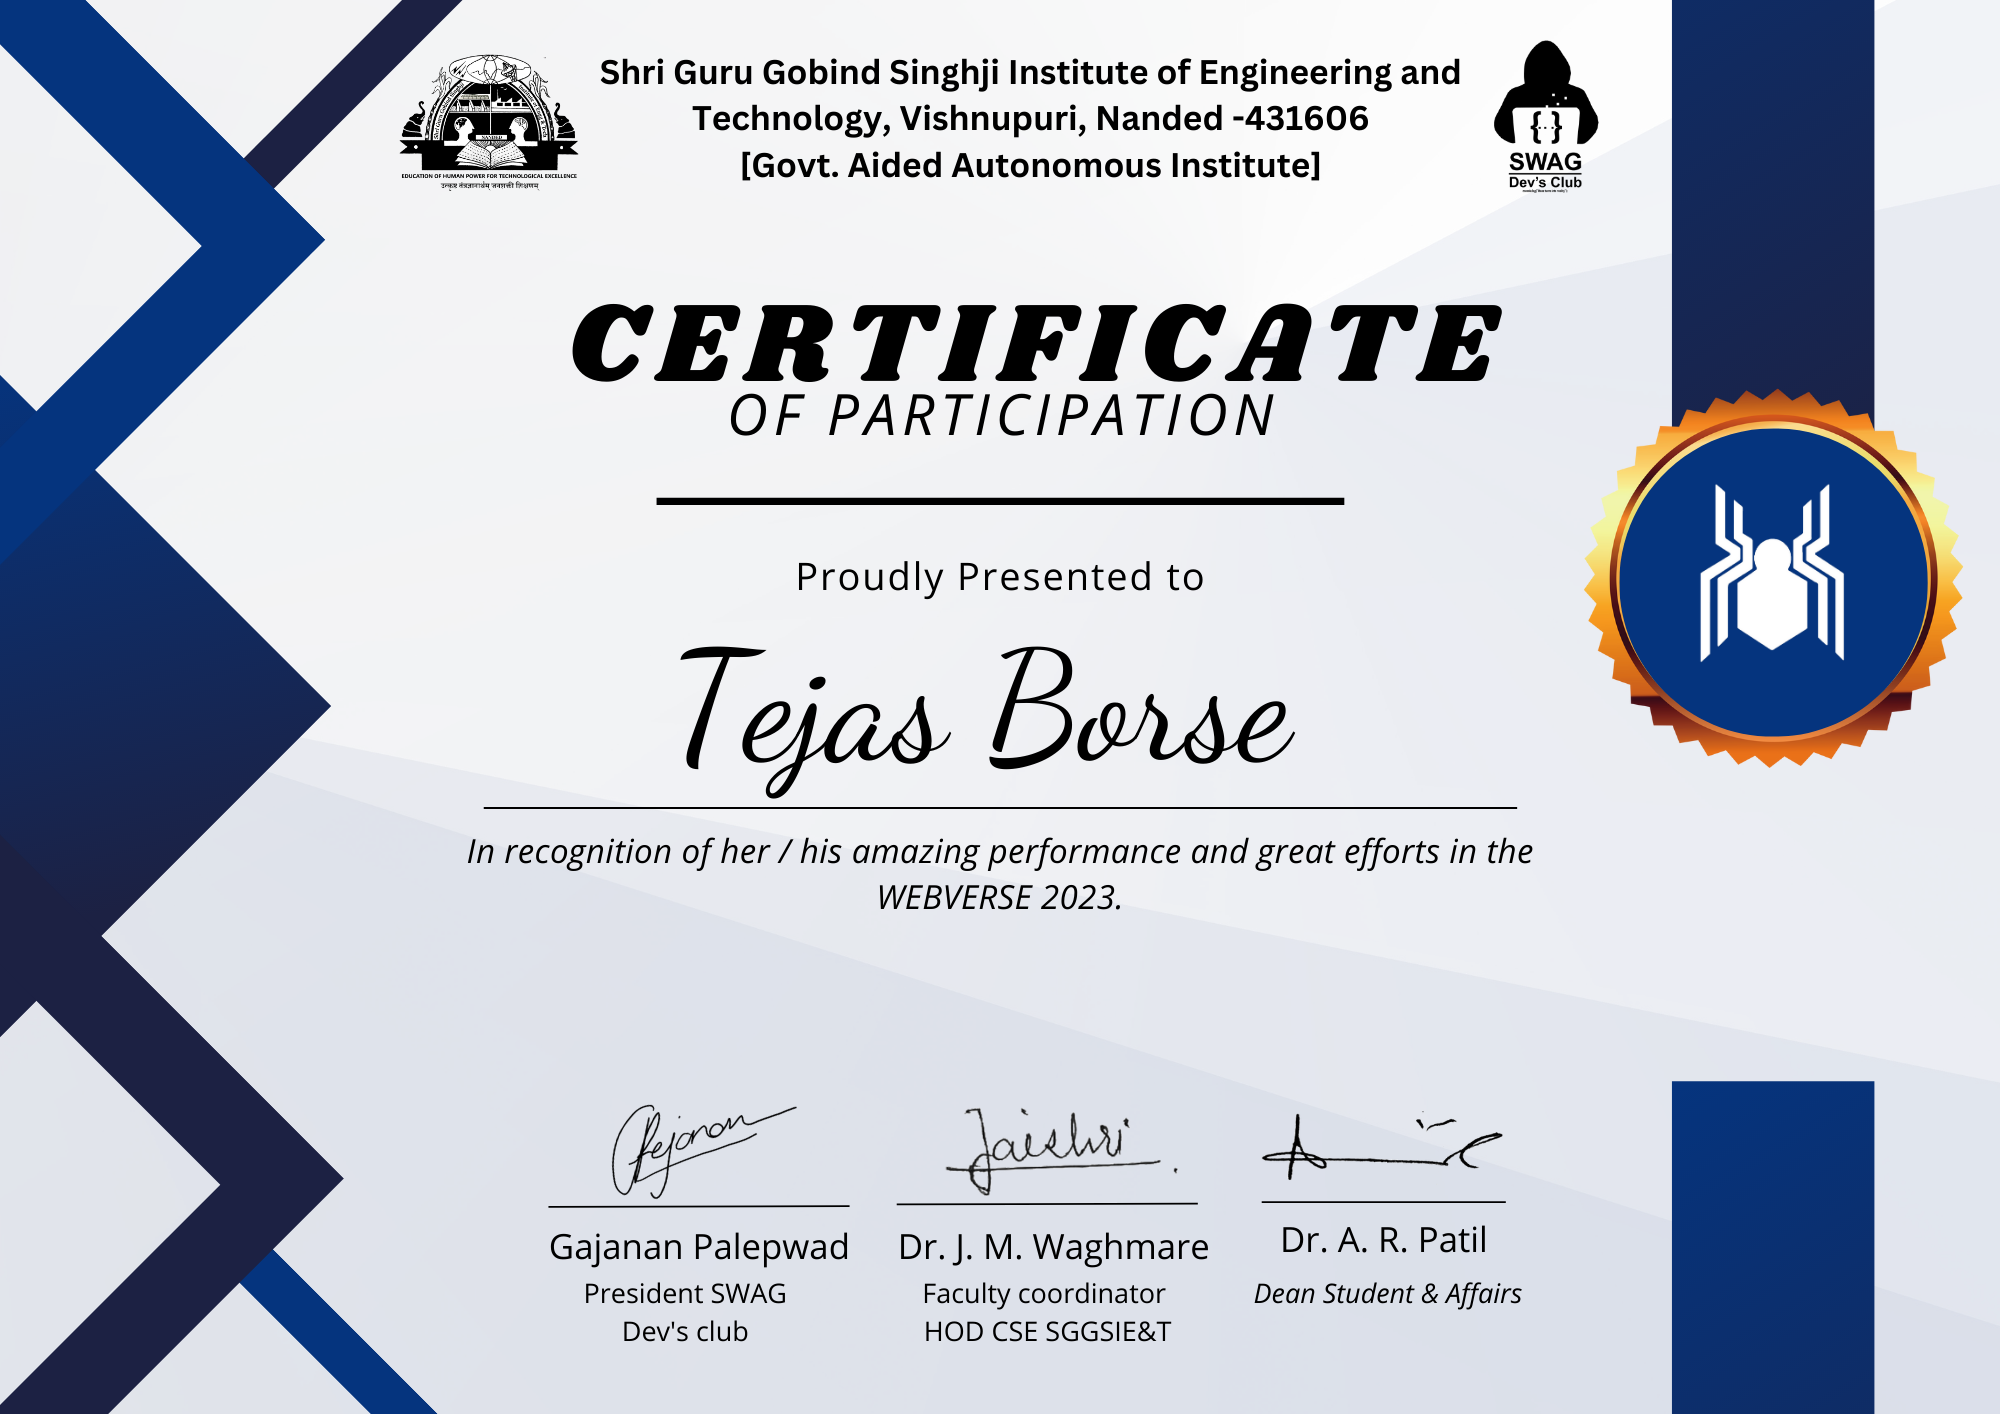 Shri Guru Gobind Singhji Institute of Engineering and
Technology, Vishnupuri, Nanded -431606
[Govt. Aided Autonomous Institute]
NANDED
EDUCATION OF HUMAN POWER FOR TECHNOLOGICAL EXCELLENCE
{···}
SWAG
Dev's Club
CERTIFICATE
OF PARTICIPATION
Proudly Presented to
Tejas Borse
In recognition of her / his amazing performance and great efforts in the
WEBVERSE 2023.
Gejanan
Jaishri
Gajanan Palepwad
President SWAG
Dev's club
Dr. J. M. Waghmare
Faculty coordinator
HOD CSE SGGSIE&T
Dr. A. R. Patil
Dean Student & Affairs